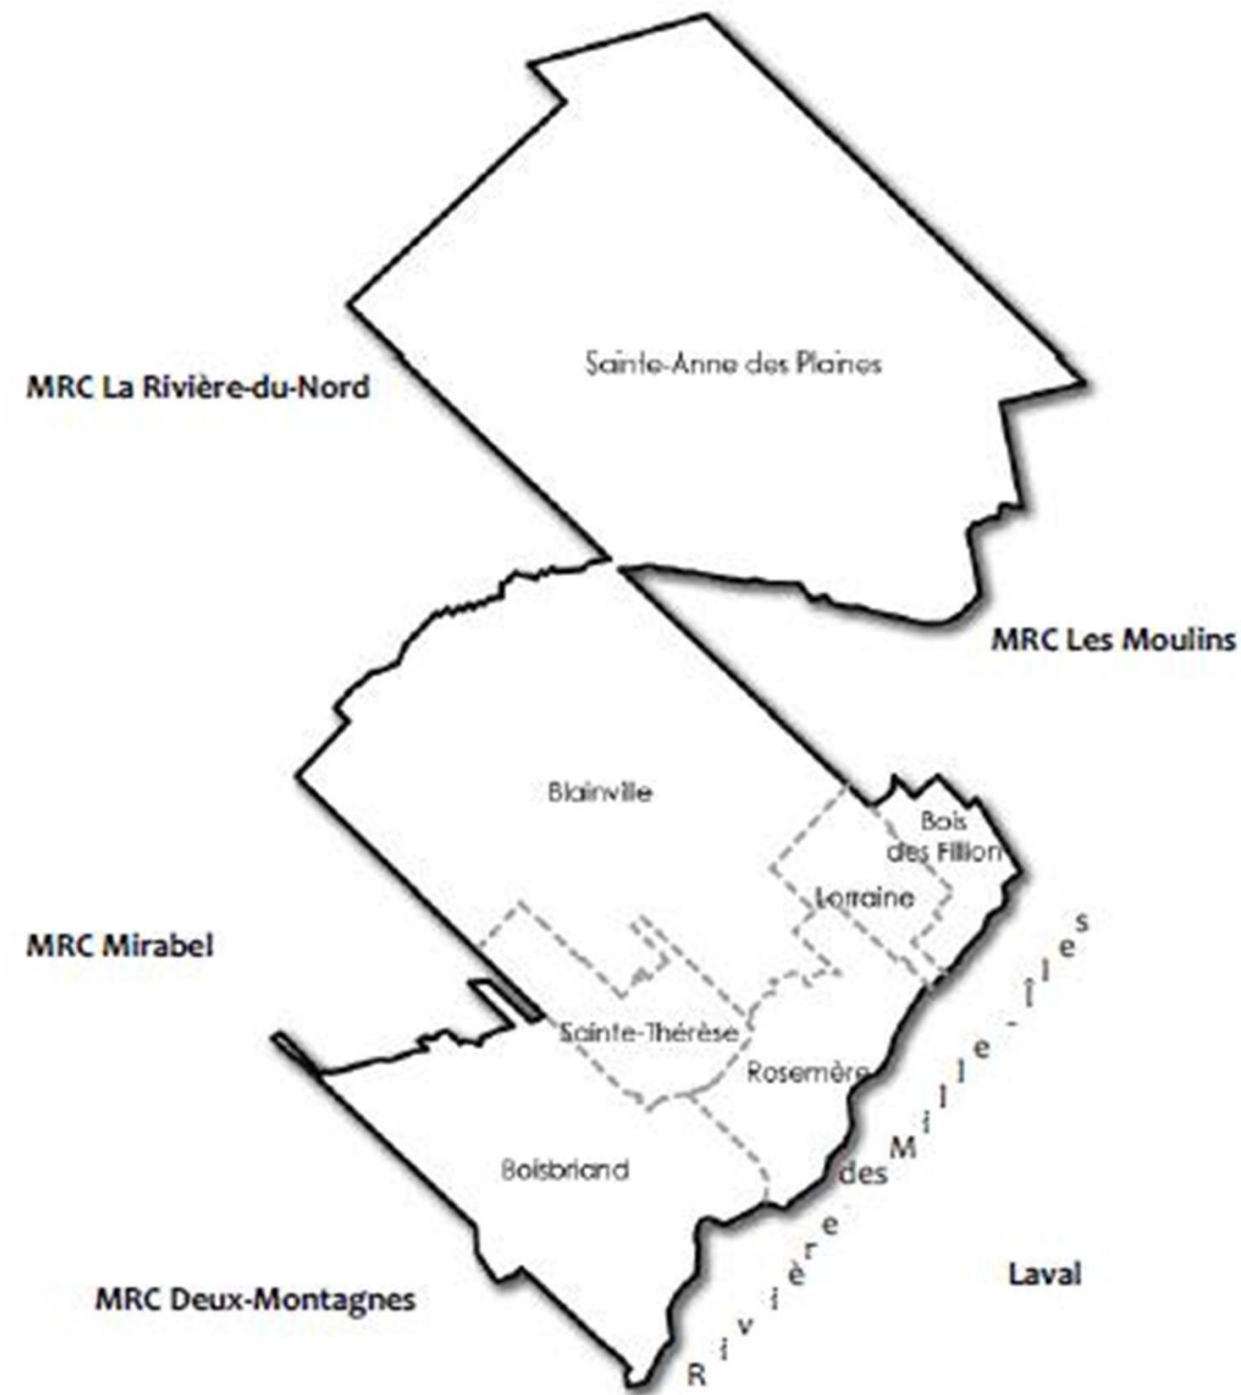 Sainte-Anne des Plaines
MRC La Rivière-du-Nord
MRC Les Moulins
Blainville
Bois
des Fillion
Lorraine
MRC Mirabel
Sainte-Thérèse
Rosemère
Boisbriand
Rivière des Mille-Îles
Laval
MRC Deux-Montagnes